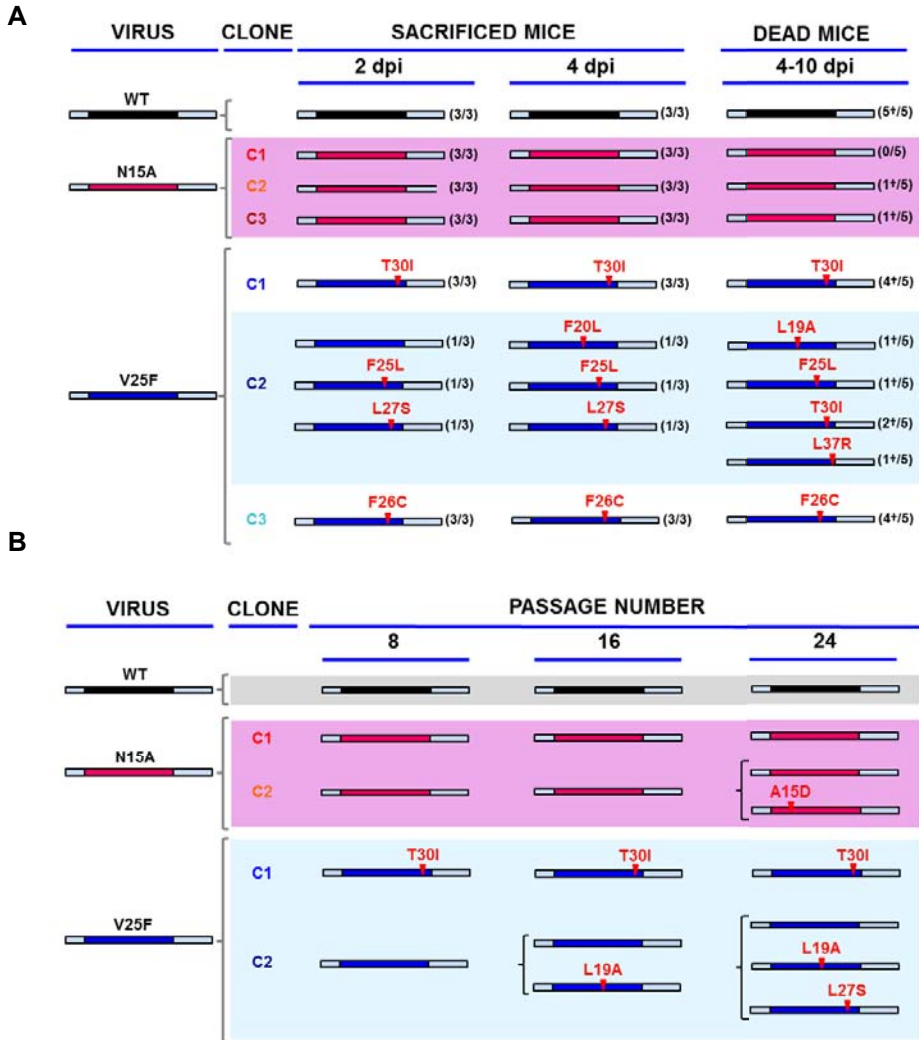 A
VIRUS CLONE SACRIFICED MICE DEAD MICE
2 dpi 4 dpi 4-10 dpi
WT (3/3) (3/3) (5†/5)
C1 (3/3) (3/3) (0/5)
N15A C2 (3/3) (3/3) (1†/5)
C3 (3/3) (3/3) (1†/5)
T30I T30I T30I
C1 (3/3) (3/3) (4†/5)
F20L L19A
(1/3) (1/3) (1†/5)
F25L F25L F25L
V25F C2 (1/3) (1/3) (1†/5)
L27S L27S T30I
(1/3) (1/3) (2†/5)
L37R
(1†/5)
F26C F26C F26C
C3 (3/3) (3/3) (4†/5)
B
VIRUS CLONE PASSAGE NUMBER
8 16 24
WT
C1
N15A
C2
A15D
T30I T30I T30I
C1
V25F
C2
L19A L19A
L27S